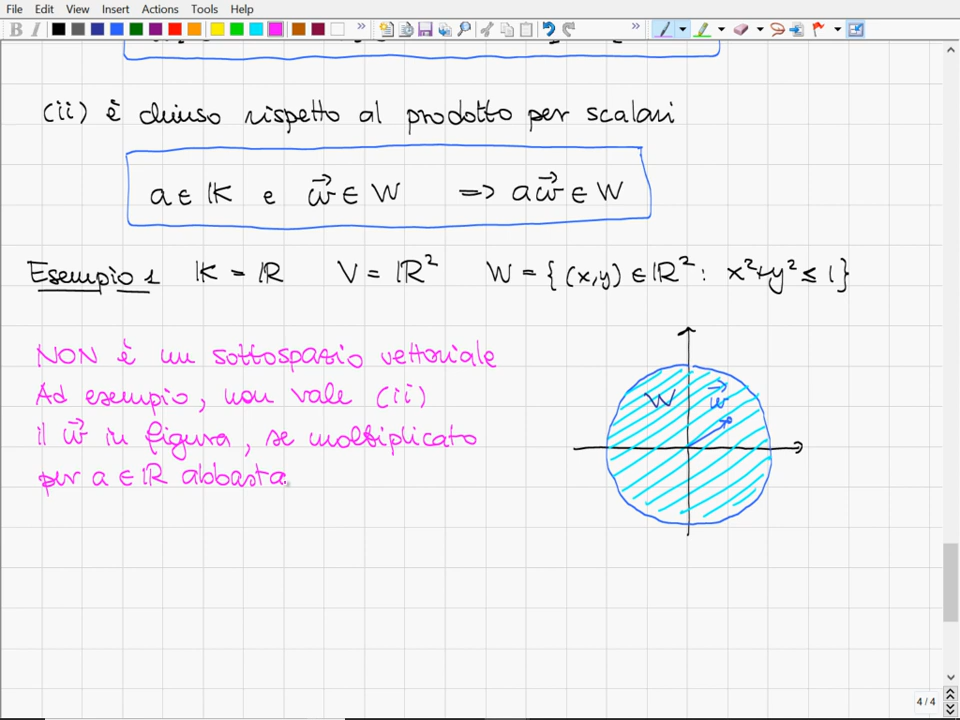 File Edit View Insert Actions Tools Help
B I
(ii) è chiuso rispetto al prodotto per scalari
a ∈ 𝕂 e w⃗ ∈ W => a w⃗ ∈ W
Esempio 1 𝕂 = ℝ V = ℝ² W = { (x,y) ∈ ℝ² : x²+y² ≤ 1 }
NON è un sottospazio vettoriale
Ad esempio, non vale (ii)
il w⃗ in figura, se moltiplicato
per a ∈ ℝ abbasta
W w⃗
4 / 4